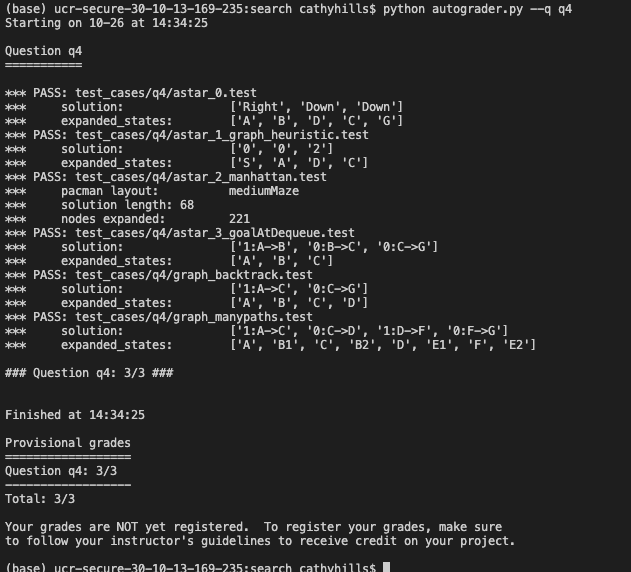 (base) ucr-secure-30-10-13-169-235:search cathyhills$ python autograder.py --q q4
Starting on 10-26 at 14:34:25

Question q4
===========

*** PASS: test_cases/q4/astar_0.test
***     solution:               ['Right', 'Down', 'Down']
***     expanded_states:        ['A', 'B', 'D', 'C', 'G']
*** PASS: test_cases/q4/astar_1_graph_heuristic.test
***     solution:               ['0', '0', '2']
***     expanded_states:        ['S', 'A', 'D', 'C']
*** PASS: test_cases/q4/astar_2_manhattan.test
***     pacman layout:          mediumMaze
***     solution length: 68
***     nodes expanded:         221
*** PASS: test_cases/q4/astar_3_goalAtDequeue.test
***     solution:               ['1:A->B', '0:B->C', '0:C->G']
***     expanded_states:        ['A', 'B', 'C']
*** PASS: test_cases/q4/graph_backtrack.test
***     solution:               ['1:A->C', '0:C->G']
***     expanded_states:        ['A', 'B', 'C', 'D']
*** PASS: test_cases/q4/graph_manypaths.test
***     solution:               ['1:A->C', '0:C->D', '1:D->F', '0:F->G']
***     expanded_states:        ['A', 'B1', 'C', 'B2', 'D', 'E1', 'F', 'E2']

### Question q4: 3/3 ###

Finished at 14:34:25

Provisional grades
==================
Question q4: 3/3
------------------
Total: 3/3

Your grades are NOT yet registered.  To register your grades, make sure
to follow your instructor's guidelines to receive credit on your project.

(base) ucr-secure-30-10-13-169-235:search cathyhills$